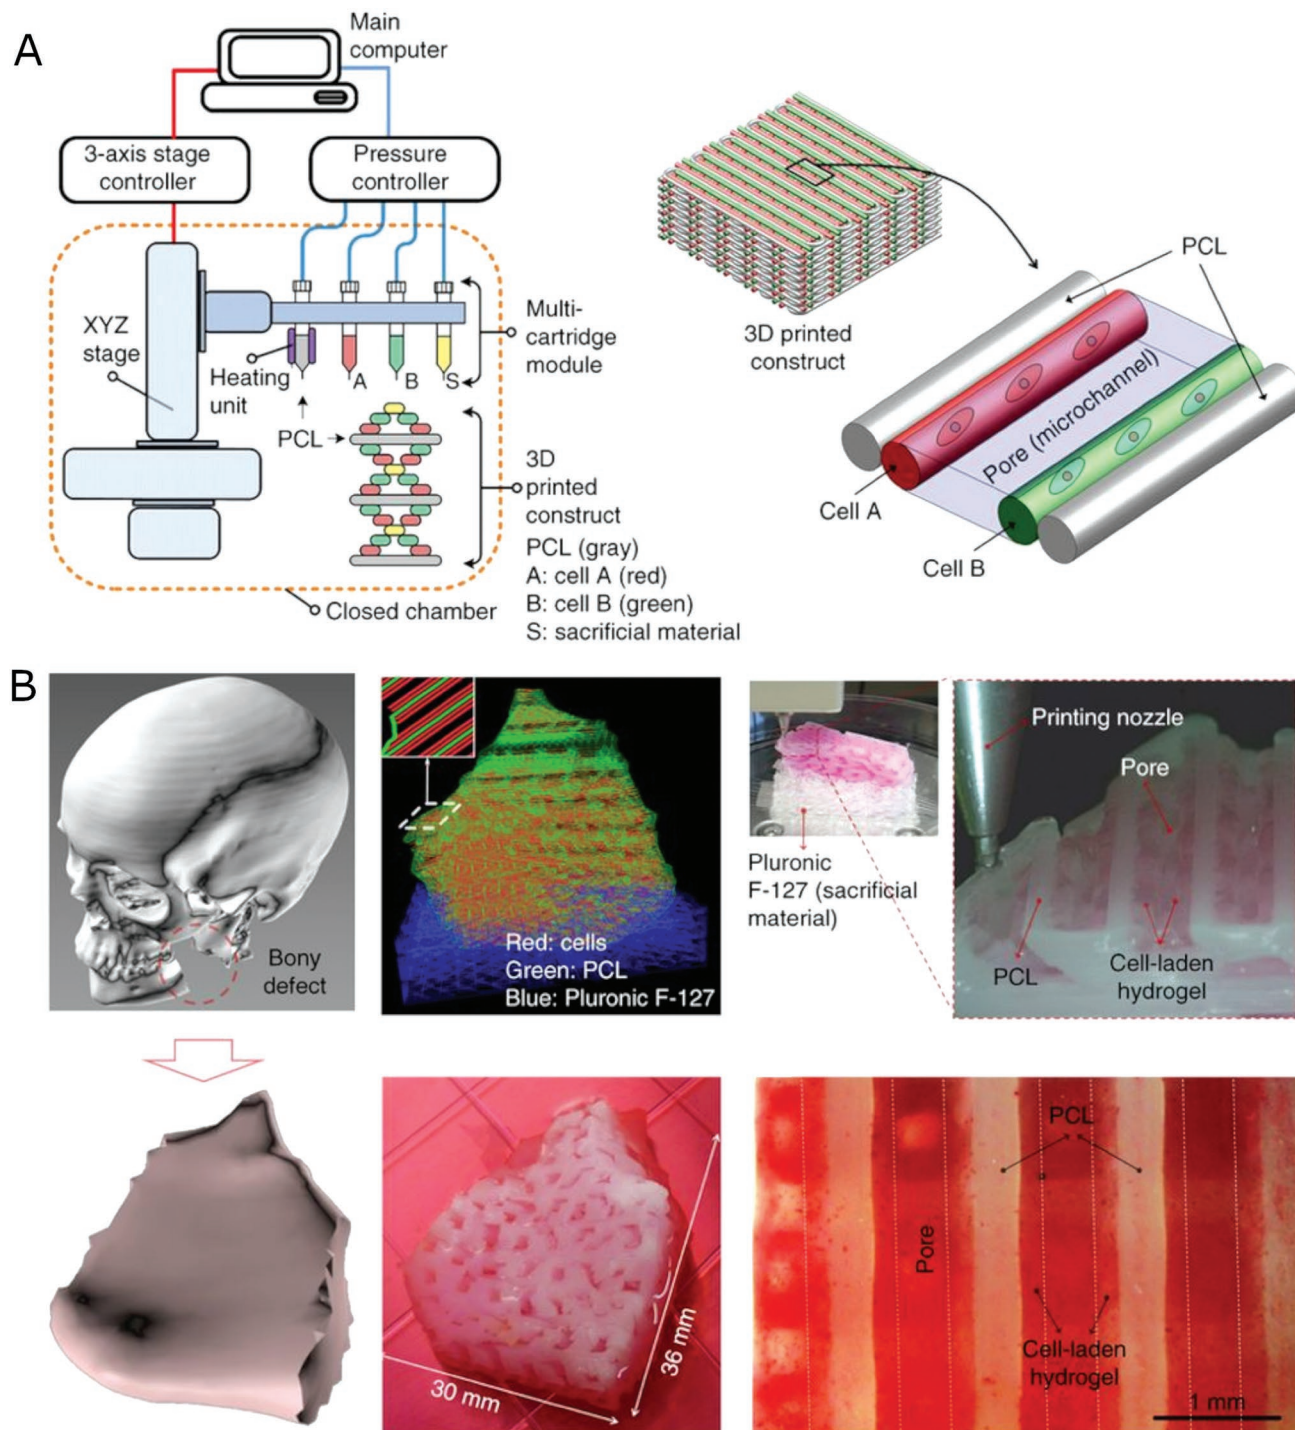 A
Main
computer
3-axis stage
controller
Pressure
controller
XYZ
stage
Heating
unit
A
B
S
PCL
Multi-
cartridge
module
3D
printed
construct
PCL (gray)
A: cell A (red)
B: cell B (green)
S: sacrificial material
Closed chamber
3D printed
construct
PCL
Pore (microchannel)
Cell A
Cell B
B
Bony
defect
Red: cells
Green: PCL
Blue: Pluronic F-127
Pluronic
F-127 (sacrificial
material)
Printing nozzle
Pore
PCL
Cell-laden
hydrogel
30 mm
36 mm
PCL
Pore
Cell-laden
hydrogel
1 mm